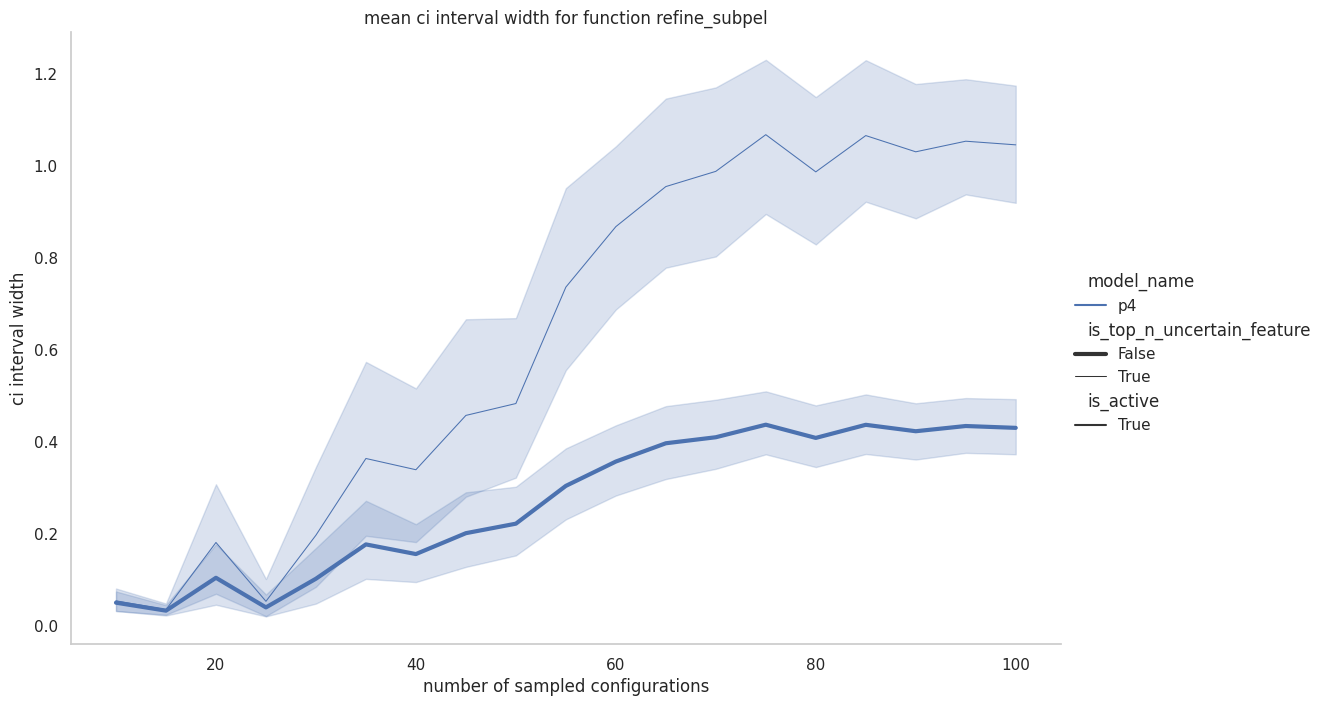 mean ci interval width for function refine_subpel
1.2
1.0
0.8
0.6
0.4
0.2
0.0
ci interval width
20
40
60
80
100
number of sampled configurations
model_name
p4
is_top_n_uncertain_feature
False
True
is_active
True